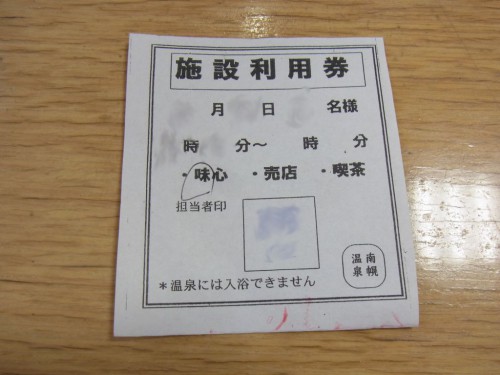 施設利用券
月 日 名様
時 分～ 時 分
・味心 ・売店 ・喫茶
担当者印
南幌
温泉
＊温泉には入浴できません